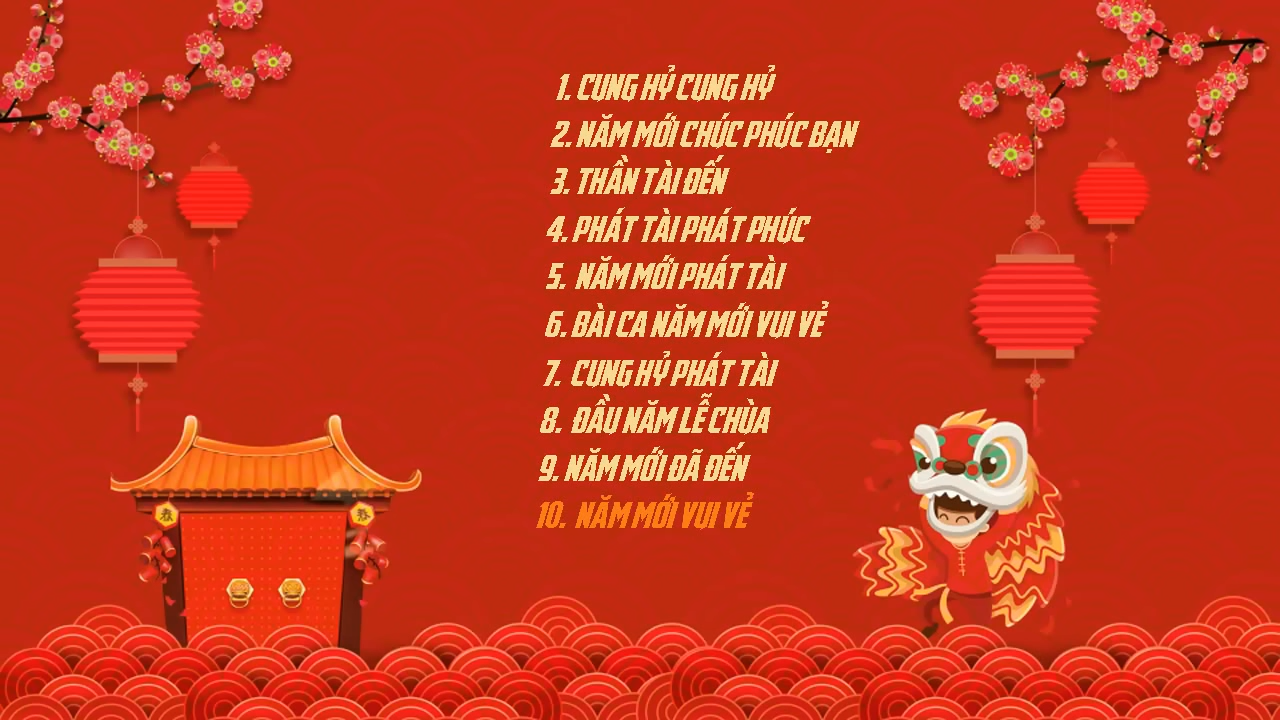 1. CUNG HỶ CUNG HỶ
2. NĂM MỚI CHÚC PHÚC BẠN
3. THẦN TÀI ĐẾN
4. PHÁT TÀI PHÁT PHÚC
5. NĂM MỚI PHÁT TÀI
6. BÀI CA NĂM MỚI VUI VẺ
7. CUNG HỶ PHÁT TÀI
8. ĐẦU NĂM LỄ CHÙA
9. NĂM MỚI ĐÃ ĐẾN
10. NĂM MỚI VUI VẺ
春 春